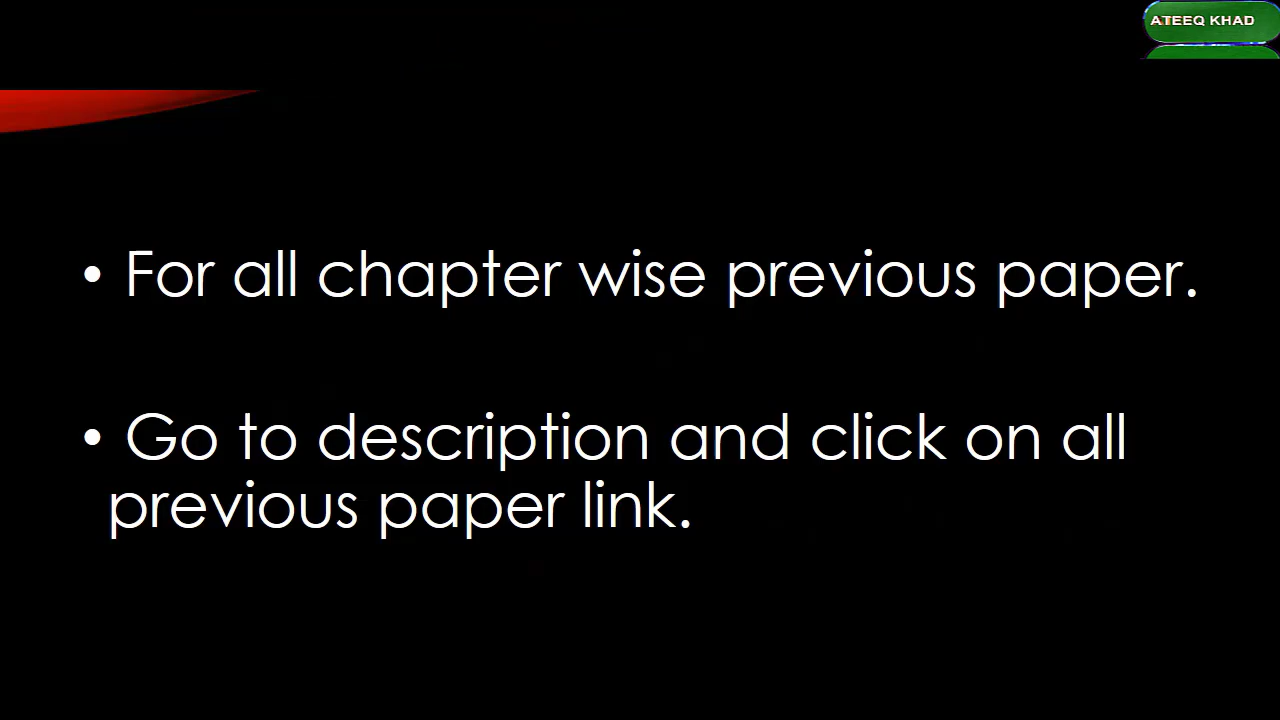 ATEEQ KHAD
• For all chapter wise previous paper.
• Go to description and click on all
previous paper link.